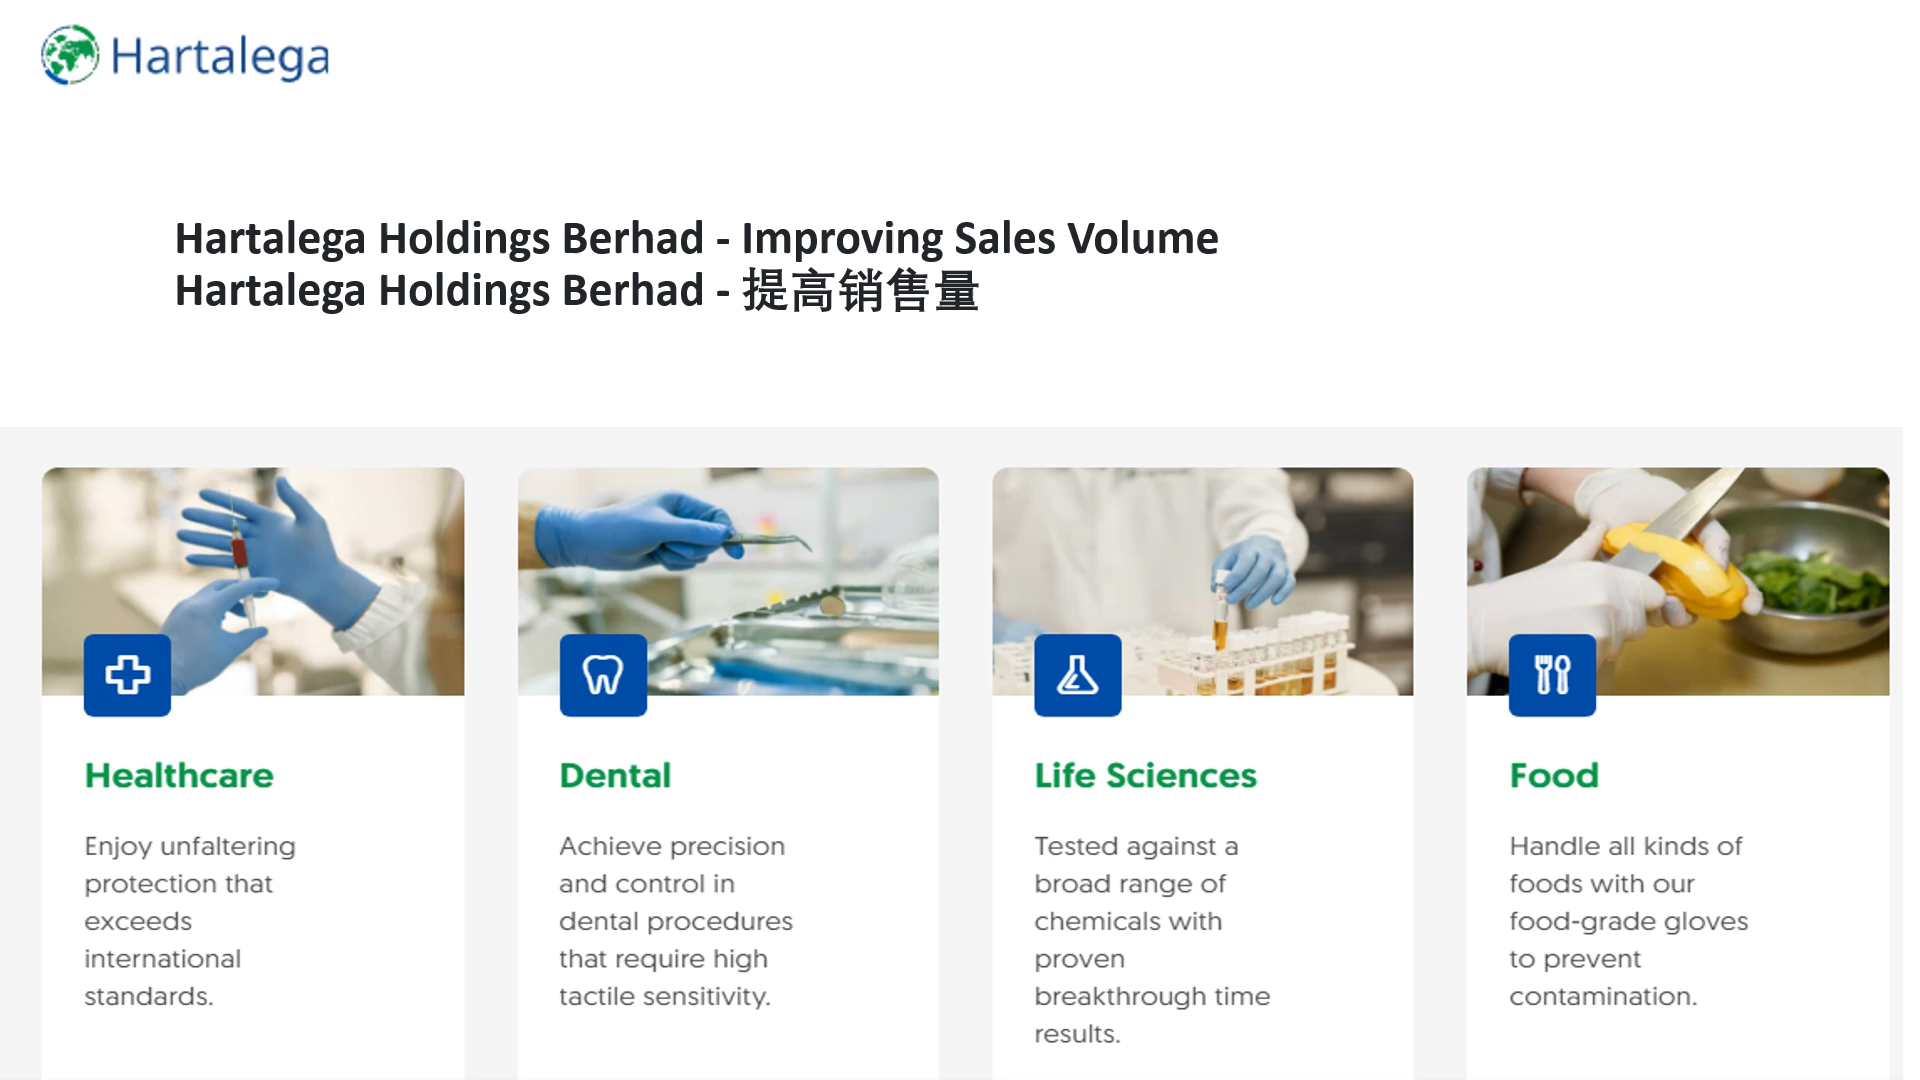 Hartalega
Hartalega Holdings Berhad - Improving Sales Volume
Hartalega Holdings Berhad - 提高销售量
Healthcare
Enjoy unfaltering
protection that
exceeds
international
standards.
Dental
Achieve precision
and control in
dental procedures
that require high
tactile sensitivity.
Life Sciences
Tested against a
broad range of
chemicals with
proven
breakthrough time
results.
Food
Handle all kinds of
foods with our
food-grade gloves
to prevent
contamination.